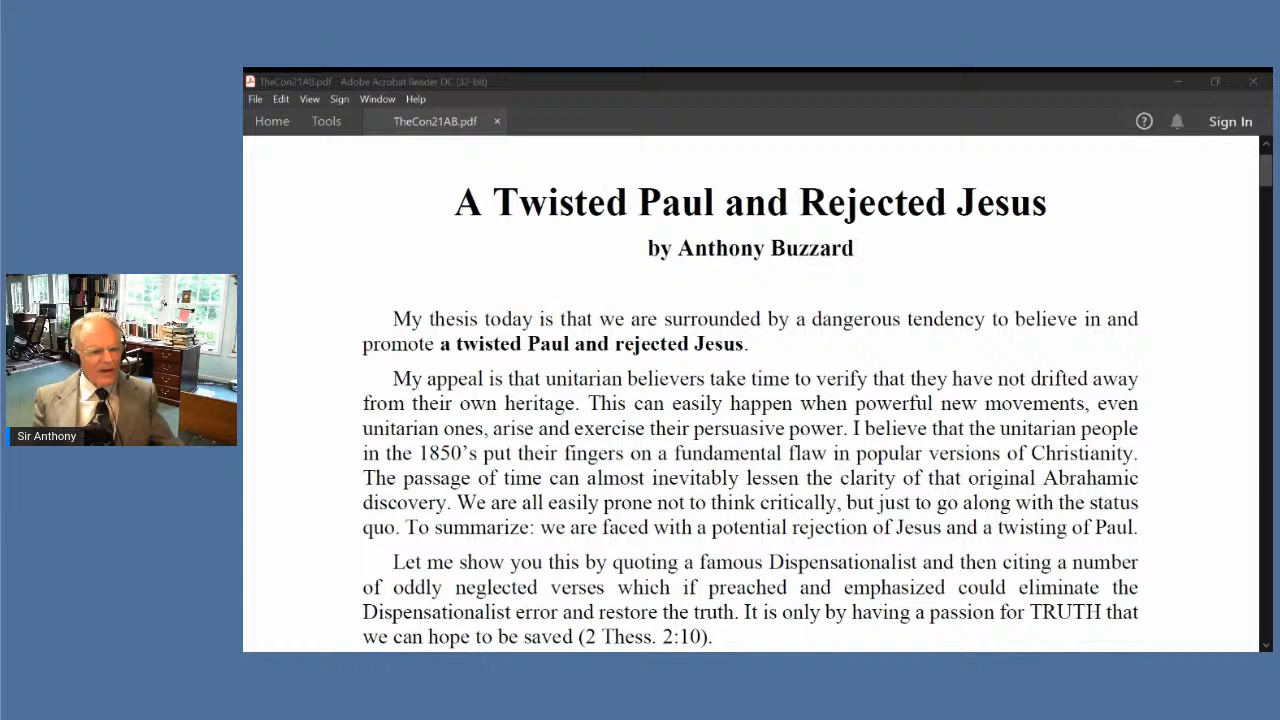 TheCon21AB.pdf - Adobe Acrobat Reader DC (32-bit)
File Edit View Sign Window Help
Home Tools TheCon21AB.pdf × Sign In
A Twisted Paul and Rejected Jesus
by Anthony Buzzard
My thesis today is that we are surrounded by a dangerous tendency to believe in and
promote a twisted Paul and rejected Jesus.
My appeal is that unitarian believers take time to verify that they have not drifted away
from their own heritage. This can easily happen when powerful new movements, even
unitarian ones, arise and exercise their persuasive power. I believe that the unitarian people
in the 1850's put their fingers on a fundamental flaw in popular versions of Christianity.
The passage of time can almost inevitably lessen the clarity of that original Abrahamic
discovery. We are all easily prone not to think critically, but just to go along with the status
quo. To summarize: we are faced with a potential rejection of Jesus and a twisting of Paul.
Let me show you this by quoting a famous Dispensationalist and then citing a number
of oddly neglected verses which if preached and emphasized could eliminate the
Dispensationalist error and restore the truth. It is only by having a passion for TRUTH that
we can hope to be saved (2 Thess. 2:10).
Sir Anthony